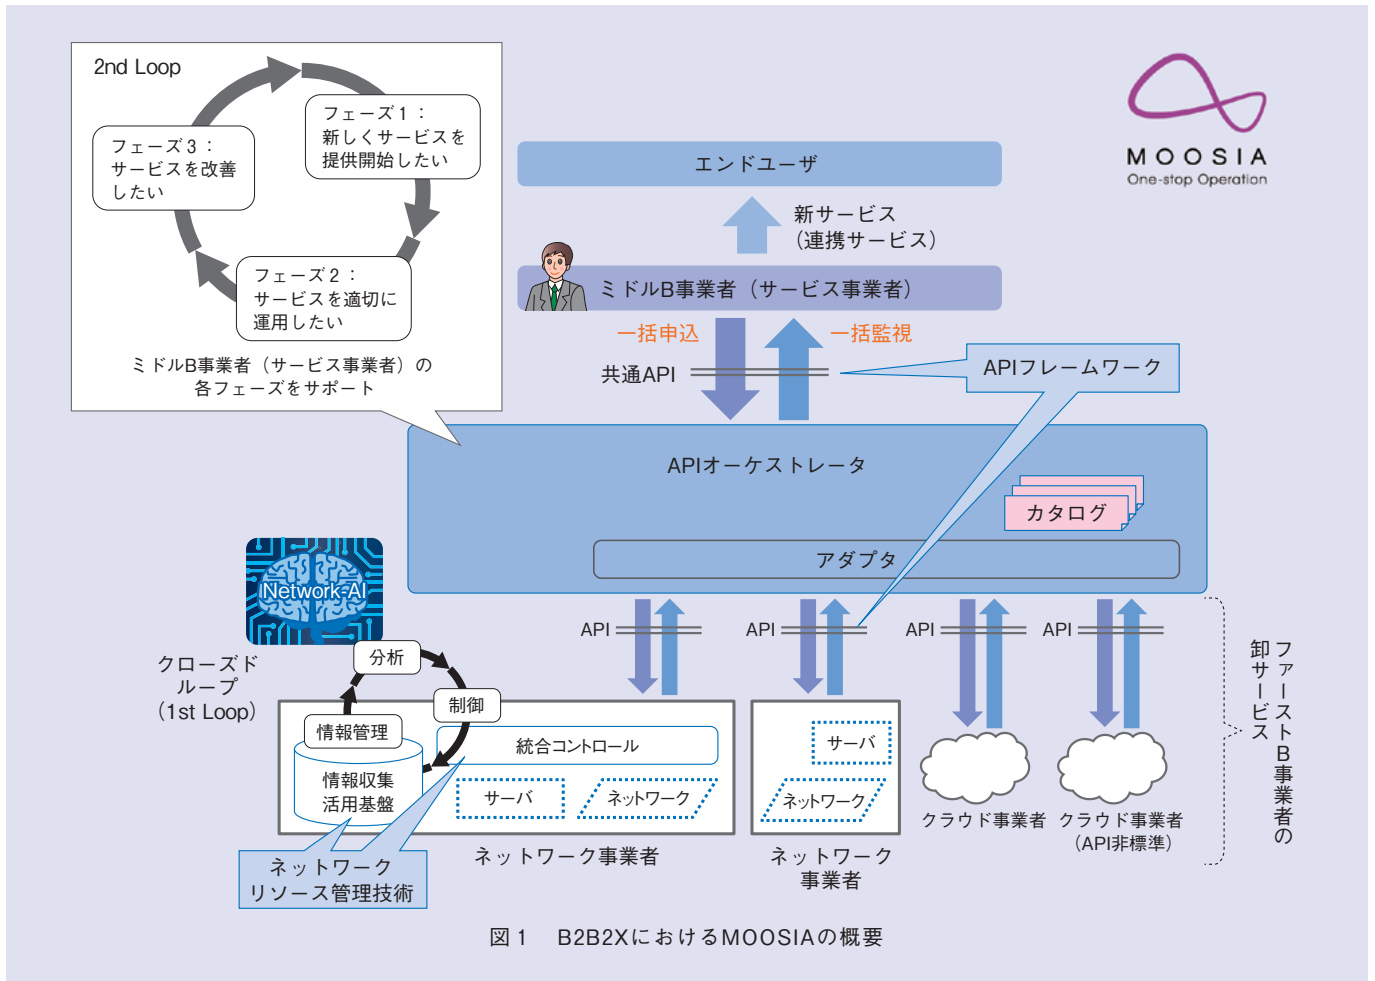 2nd Loop
フェーズ1：
新しくサービスを
提供開始したい
フェーズ3：
サービスを改善
したい
フェーズ2：
サービスを適切に
運用したい
ミドルB事業者（サービス事業者）の
各フェーズをサポート
MOOSIA
One-stop Operation
エンドユーザ
新サービス
（連携サービス）
ミドルB事業者（サービス事業者）
一括申込
一括監視
共通API
APIフレームワーク
APIオーケストレータ
カタログ
アダプタ
Network-AI
API
API
API
API
クローズド
ループ
（1st Loop）
分析
制御
情報管理
情報収集
活用基盤
統合コントロール
サーバ
ネットワーク
サーバ
ネットワーク
ネットワーク事業者
ネットワーク
事業者
クラウド事業者
クラウド事業者
（API非標準）
ファーストB事業者の
卸サービス
ネットワーク
リソース管理技術
図1　B2B2XにおけるMOOSIAの概要